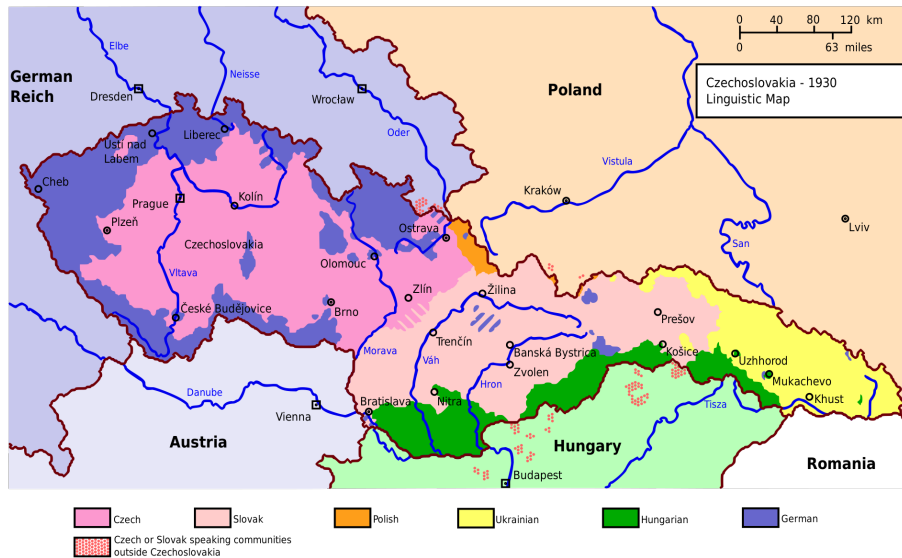 0 40 80 120 km
0 63 miles
Czechoslovakia - 1930
Linguistic Map
German
Reich
Elbe
Neisse
Dresden
Wrocław
Oder
Poland
Vistula
Ústí nad
Labem
Liberec
Cheb
Prague
Kolín
Plzeň
Czechoslovakia
Vltava
České Budějovice
Olomouc
Ostrava
Kraków
Lviv
San
Zlín
Brno
Žilina
Trenčín
Morava
Váh
Banská Bystrica
Zvolen
Hron
Prešov
Košice
Uzhhorod
Mukachevo
Khust
Tisza
Danube
Vienna
Bratislava
Nitra
Austria
Hungary
Budapest
Romania
Czech
Slovak
Polish
Ukrainian
Hungarian
German
Czech or Slovak speaking communities
outside Czechoslovakia